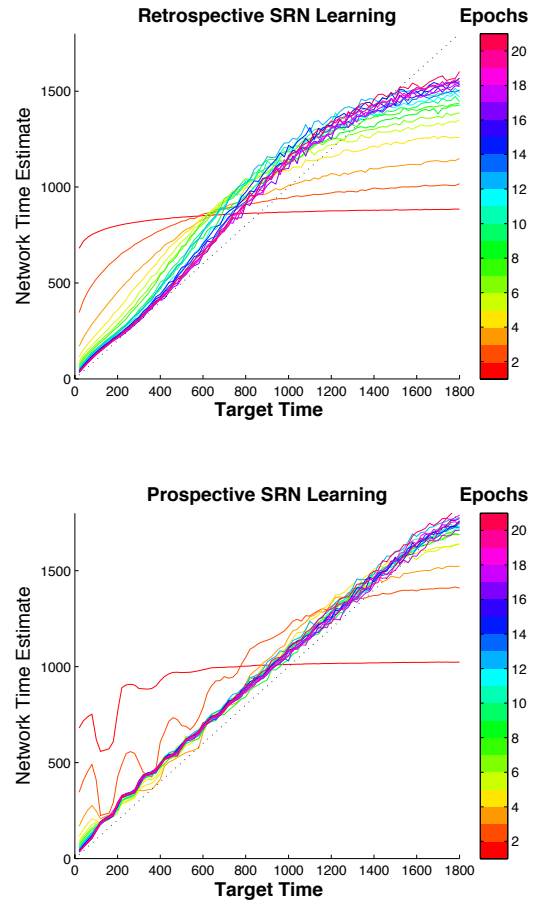 Retrospective SRN Learning
Epochs
Network Time Estimate
1500
1000
500
0
0 200 400 600 800 1000 1200 1400 1600 1800
Target Time
20
18
16
14
12
10
8
6
4
2
Prospective SRN Learning
Epochs
Network Time Estimate
1500
1000
500
0
0 200 400 600 800 1000 1200 1400 1600 1800
Target Time
20
18
16
14
12
10
8
6
4
2